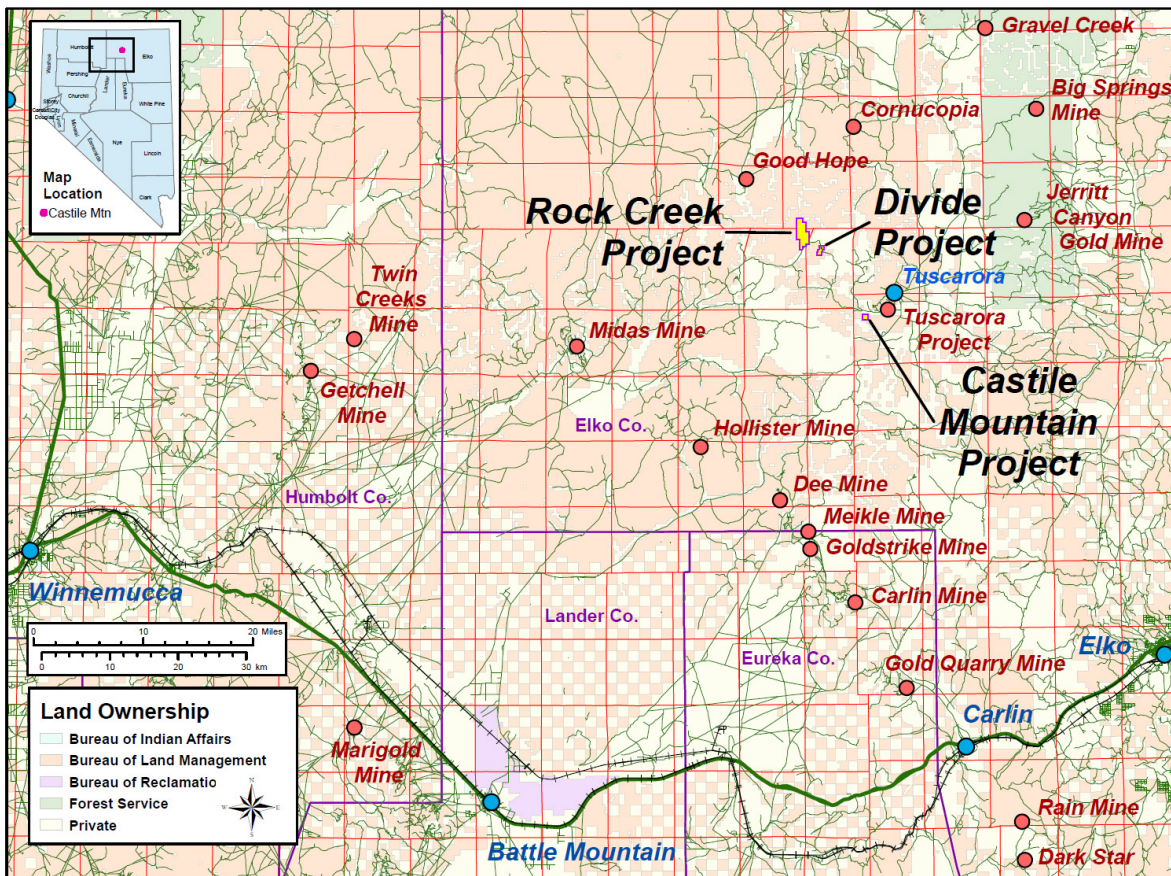 Humboldt
Elko
Washoe
Pershing
Lander
Eureka
Churchill
Storey
Carson City
Douglas
Lyon
Mineral
White Pine
Nye
Esmeralda
Lincoln
Clark
Map
Location
Castile Mtn
Gravel Creek
Big Springs
Mine
Cornucopia
Good Hope
Rock Creek
Project
Divide
Project
Jerritt
Canyon
Gold Mine
Tuscarora
Tuscarora
Project
Twin
Creeks
Mine
Midas Mine
Getchell
Mine
Castile
Mountain
Project
Elko Co.
Hollister Mine
Humbolt Co.
Dee Mine
Meikle Mine
Goldstrike Mine
Winnemucca
Carlin Mine
Lander Co.
0 10 20 Miles
0 10 20 30 km
Eureka Co.
Elko
Gold Quarry Mine
Carlin
Land Ownership
Bureau of Indian Affairs
Bureau of Land Management
Bureau of Reclamatio
Forest Service
Private
N
W E
S
Marigold
Mine
Battle Mountain
Rain Mine
Dark Star